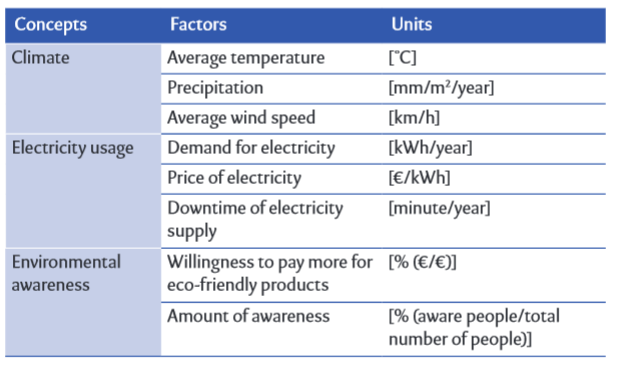 Concepts Factors Units
Climate Average temperature [°C]
Precipitation [mm/m²/year]
Average wind speed [km/h]
Electricity usage Demand for electricity [kWh/year]
Price of electricity [€/kWh]
Downtime of electricity [minute/year]
supply
Environmental Willingness to pay more for [% (€/€)]
awareness eco-friendly products
Amount of awareness [% (aware people/total
number of people)]